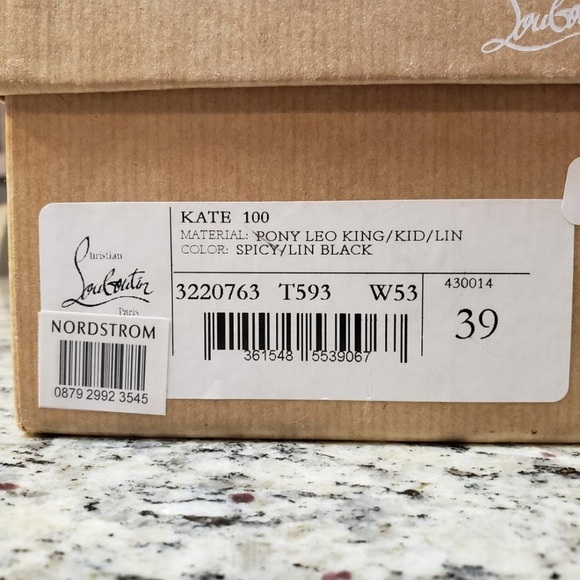 Loubout
KATE 100
MATERIAL: PONY LEO KING/KID/LIN
COLOR: SPICY/LIN BLACK
Christian
Louboutin
Paris
3220763 T593 W53
430014
39
361548 5539067
NORDSTROM
0879 2992 3545